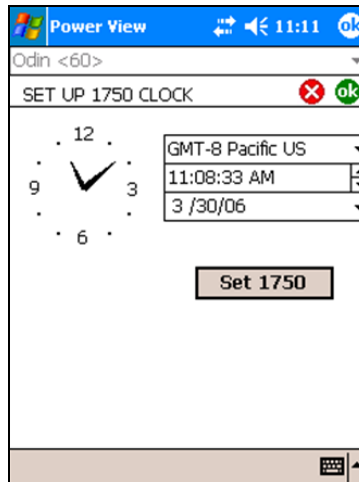 Power View 11:11 ok
Odin <60>
SET UP 1750 CLOCK ok
12
9 3
6
GMT-8 Pacific US
11:08:33 AM
3 /30/06
Set 1750